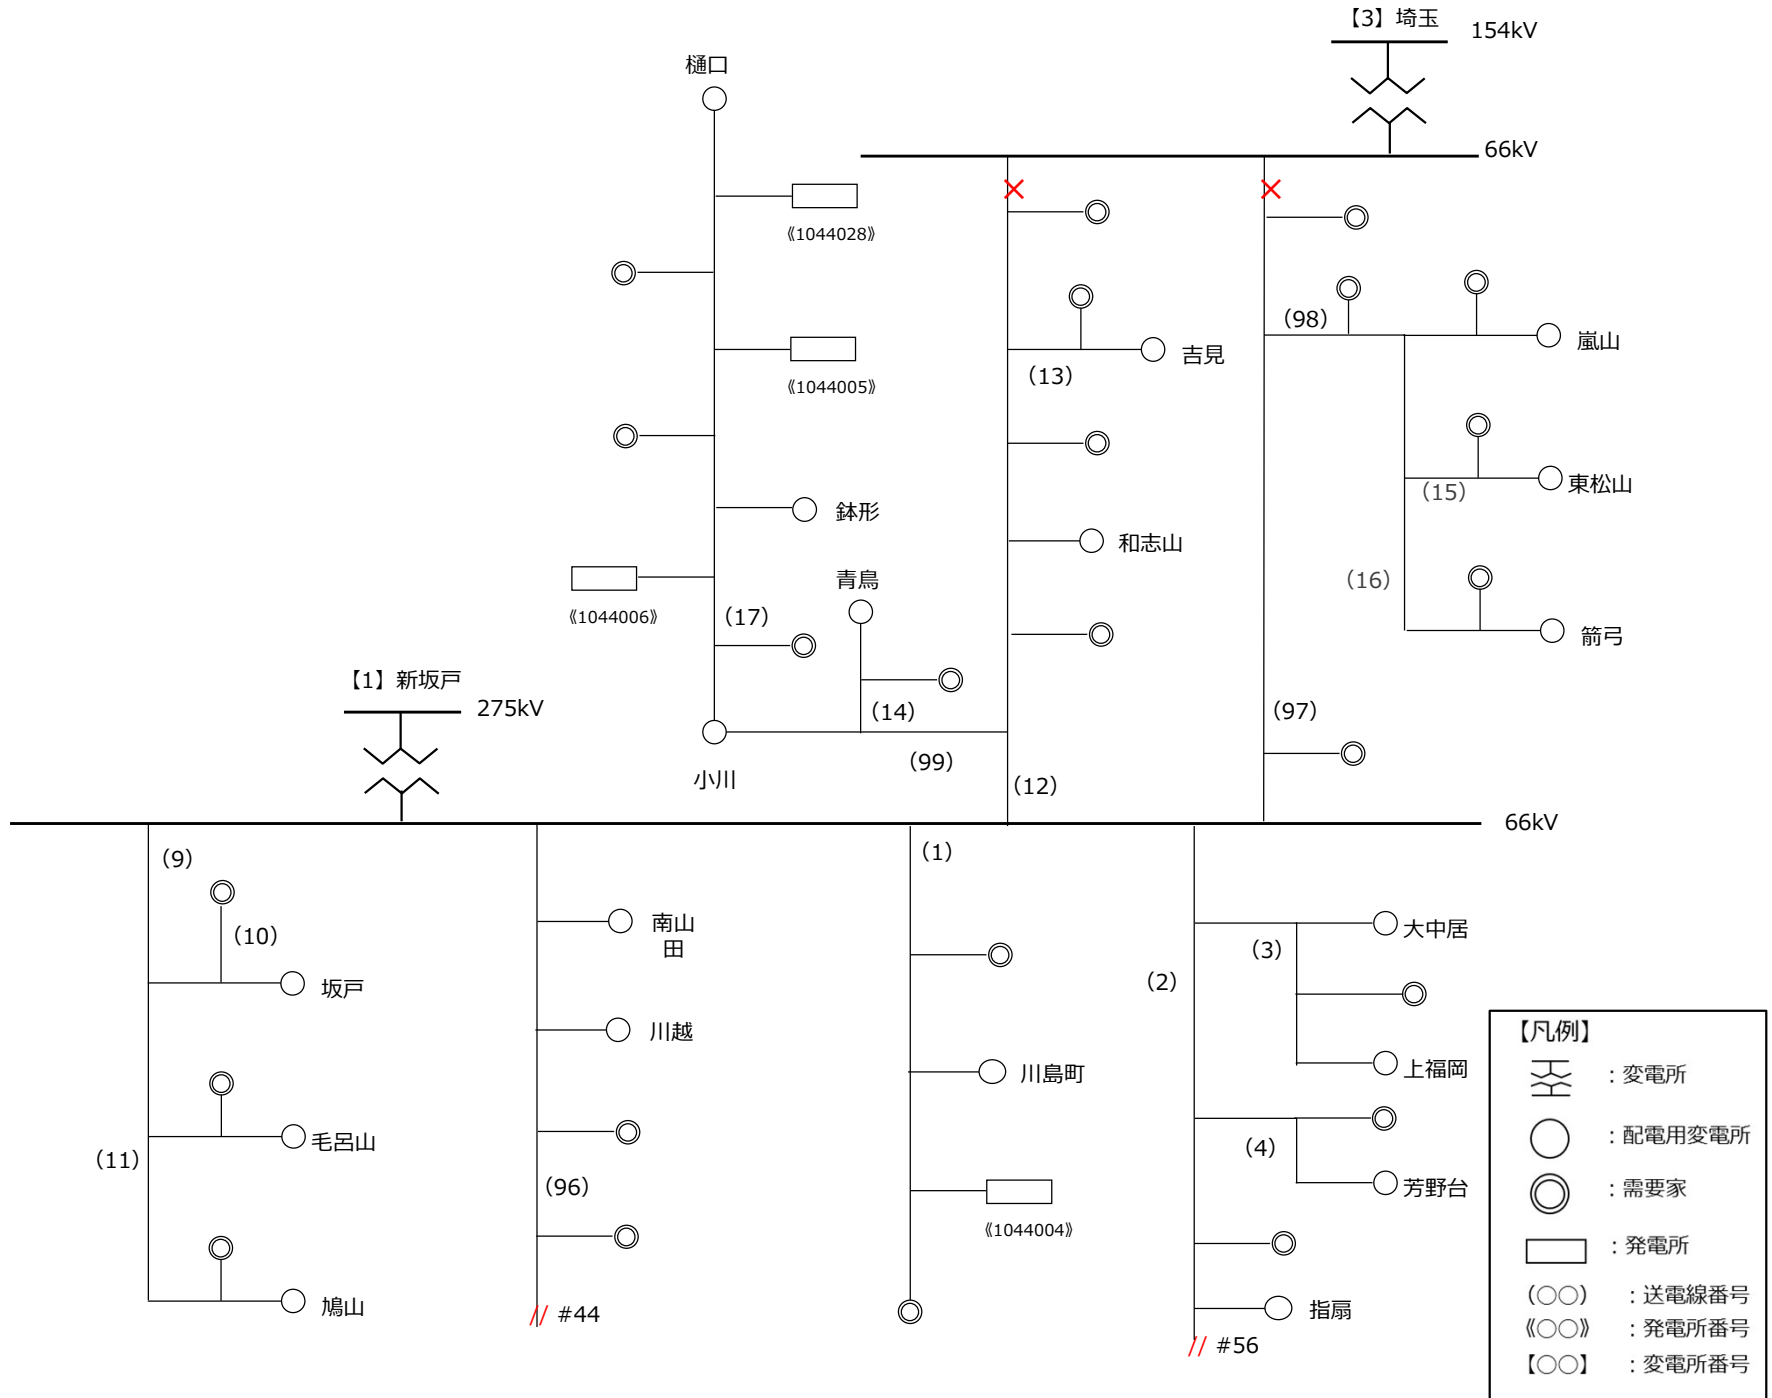 【3】埼玉
154kV
66kV
樋口
《1044028》
《1044005》
鉢形
《1044006》
(17)
青鳥
(14)
(99)
小川
(13)
吉見
和志山
(12)
(98)
嵐山
(15)
東松山
(16)
箭弓
(97)
【1】新坂戸
275kV
66kV
(9)
(10)
坂戸
毛呂山
(11)
鳩山
南山
田
川越
(96)
#44
(1)
川島町
《1044004》
(2)
(3)
大中居
上福岡
(4)
芳野台
指扇
#56
【凡例】
：変電所
：配電用変電所
：需要家
：発電所
(○○) ：送電線番号
《○○》 ：発電所番号
【○○】 ：変電所番号